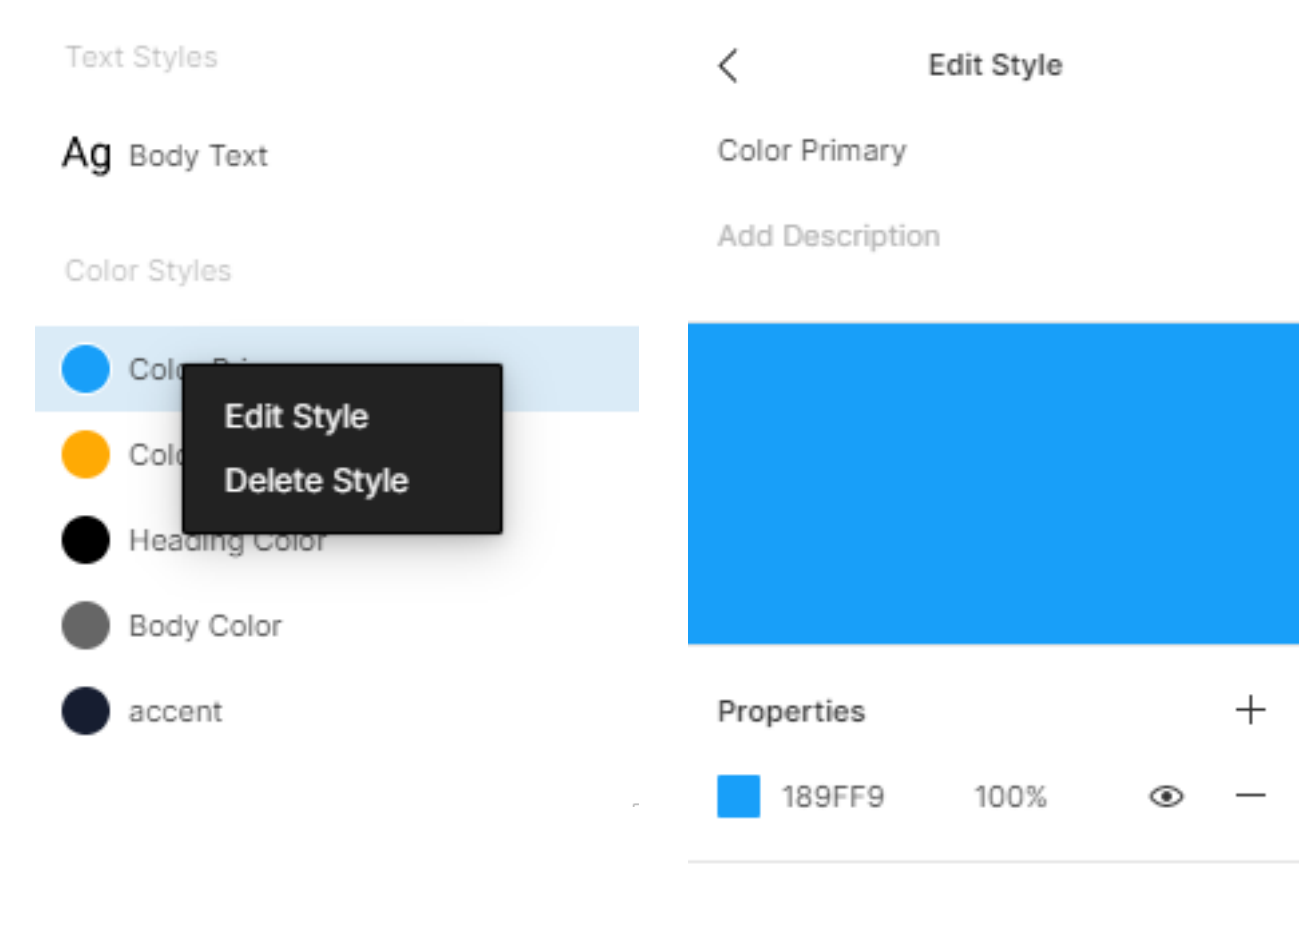 Text Styles
Ag Body Text
Color Styles
Edit Style
Delete Style
Heading Color
Body Color
accent
Edit Style
Color Primary
Add Description
Properties
189FF9 100%